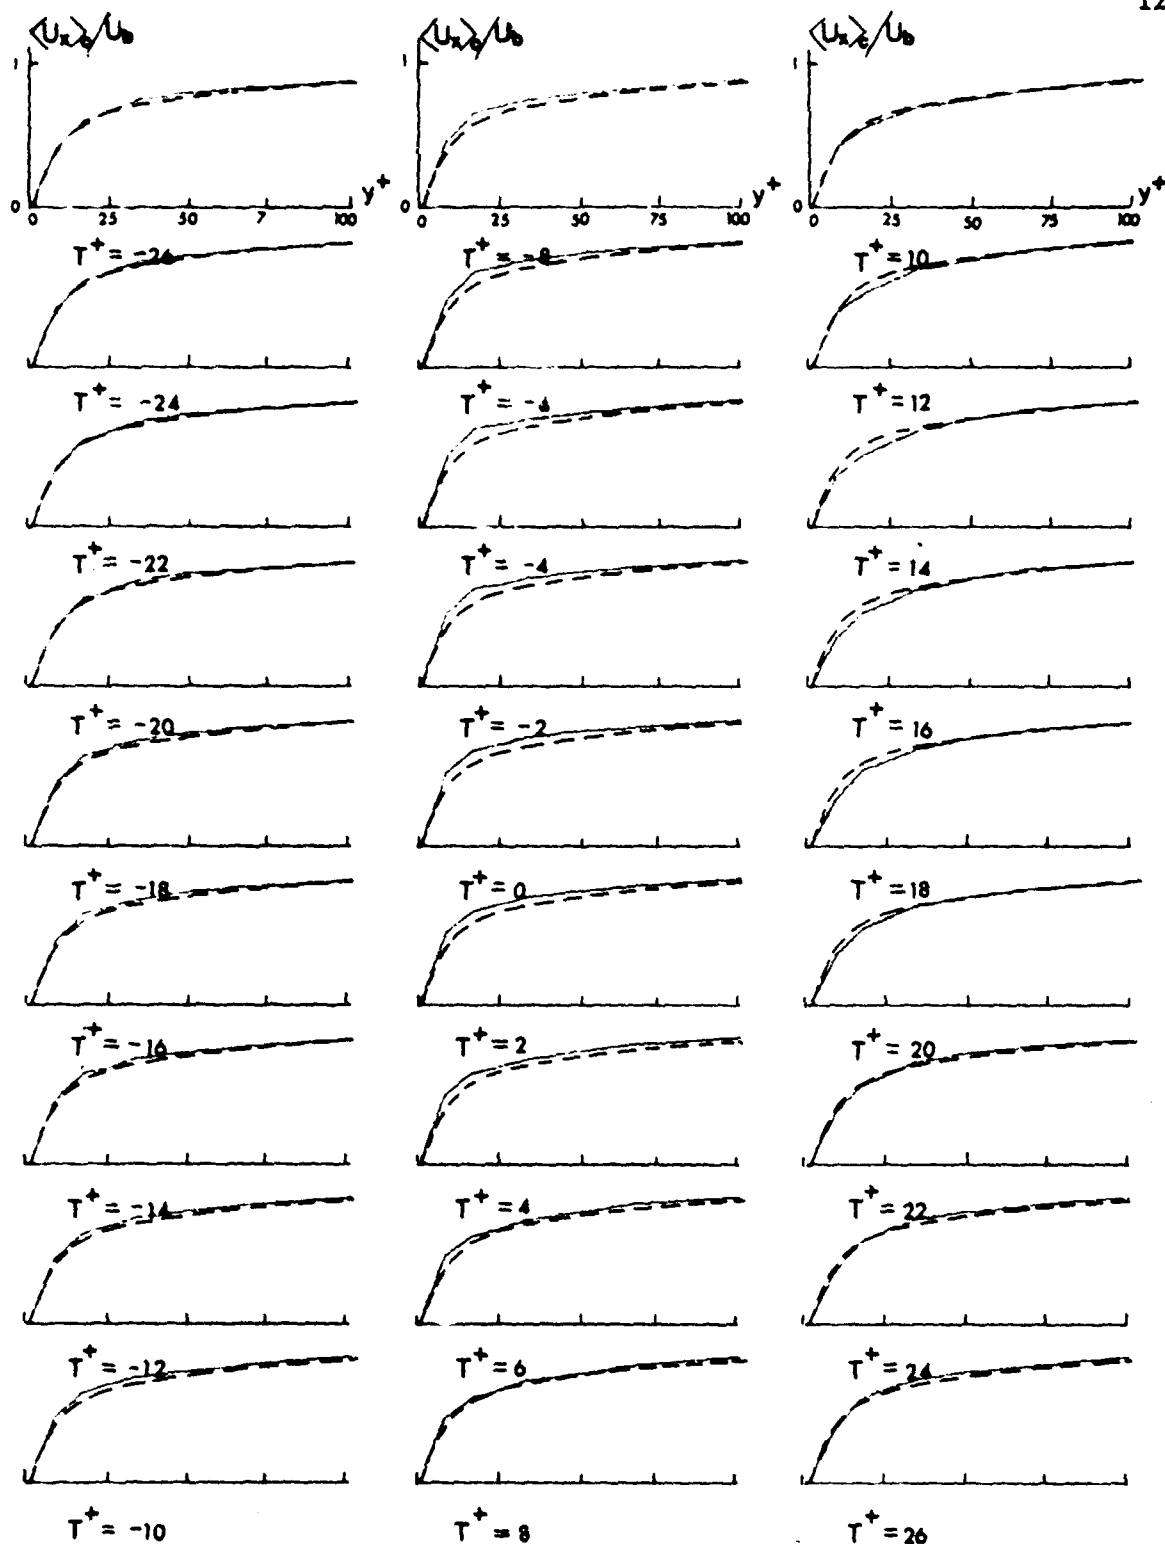 12
<Ux>c/Ub <Ux>c/Ub <Ux>c/Ub
1 1 1
y+ y+ y+
0 0 0
0 25 50 7 100 0 25 50 75 100 0 25 50 75 100
T+ = -26 T+ = -8 T+ = 10
T+ = -24 T+ = T+ = 12
T+ = -22 T+ = -4 T+ = 14
T+ = -20 T+ = -2 T+ = 16
T+ = -18 T+ = 0 T+ = 18
T+ = -16 T+ = 2 T+ = 20
T+ = -14 T+ = 4 T+ = 22
T+ = -12 T+ = 6 T+ = 24
T+ = -10 T+ = 8 T+ = 26